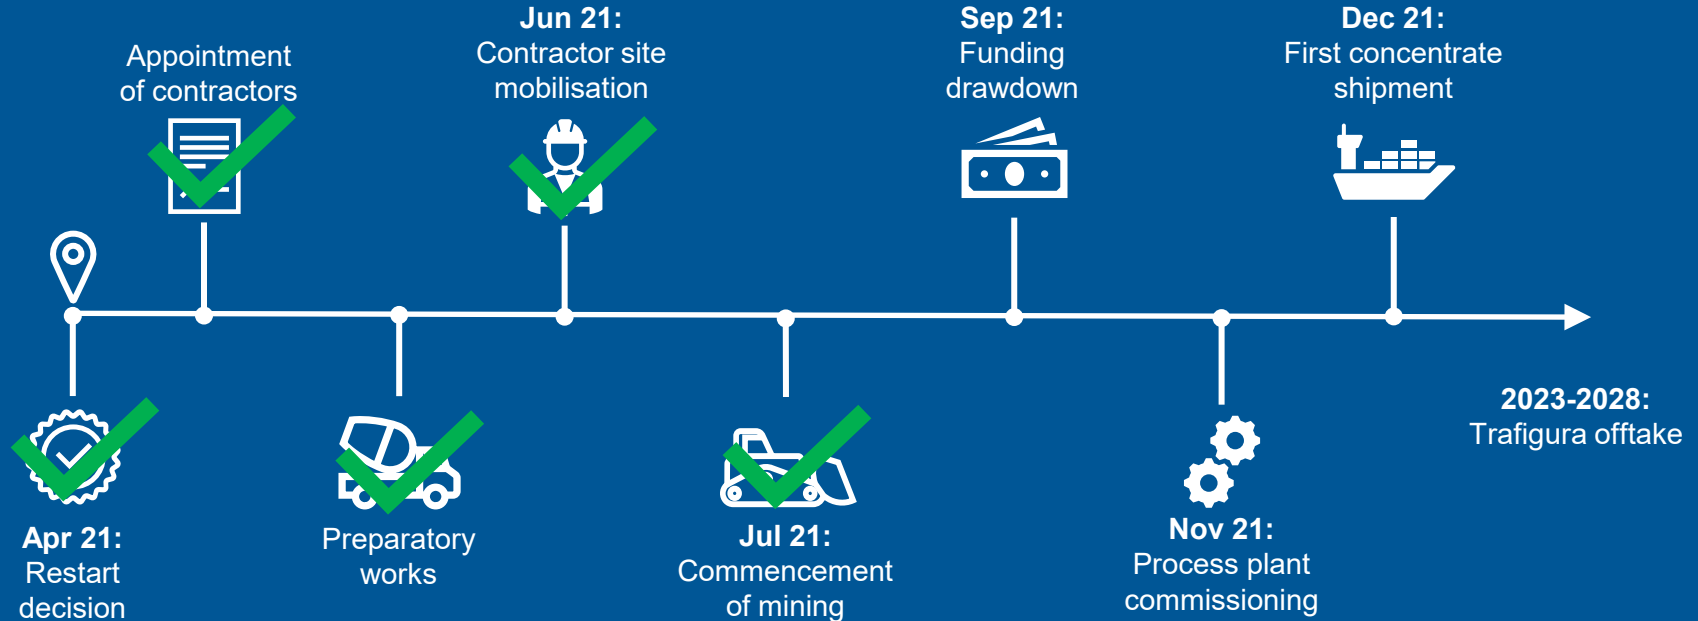 Apr 21:
Restart
decision
Appointment
of contractors
Preparatory
works
Jun 21:
Contractor site
mobilisation
Jul 21:
Commencement
of mining
Sep 21:
Funding
drawdown
Nov 21:
Process plant
commissioning
Dec 21:
First concentrate
shipment
2023-2028:
Trafigura offtake